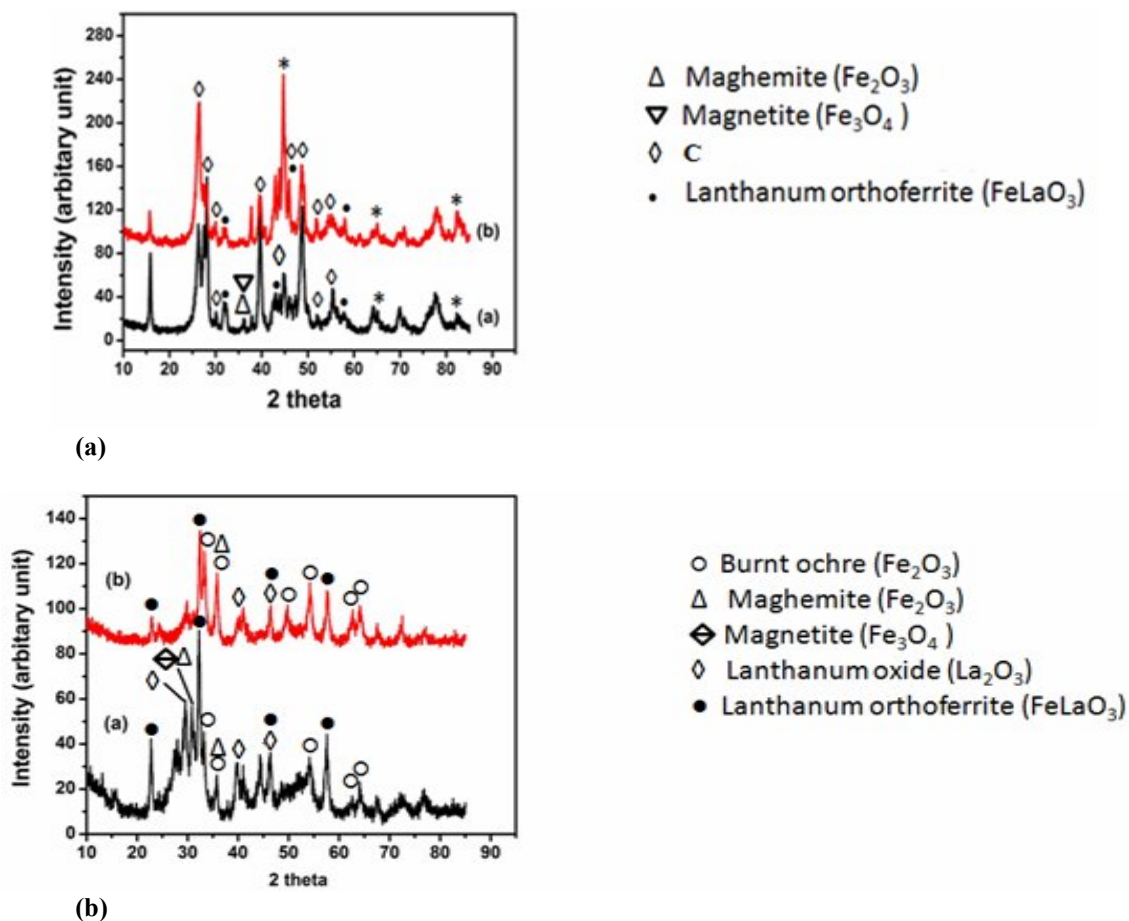 280
240
200
160
120
80
40
0
Intensity (arbitary unit)
(b)
(a)
10 20 30 40 50 60 70 80 90
2 theta
Maghemite (Fe₂O₃)
Magnetite (Fe₃O₄ )
C
Lanthanum orthoferrite (FeLaO₃)
(a)
140
120
100
80
60
40
20
0
Intensity (arbitary unit)
(b)
(a)
10 20 30 40 50 60 70 80 90
2 theta
Burnt ochre (Fe₂O₃)
Maghemite (Fe₂O₃)
Magnetite (Fe₃O₄)
Lanthanum oxide (La₂O₃)
Lanthanum orthoferrite (FeLaO₃)
(b)